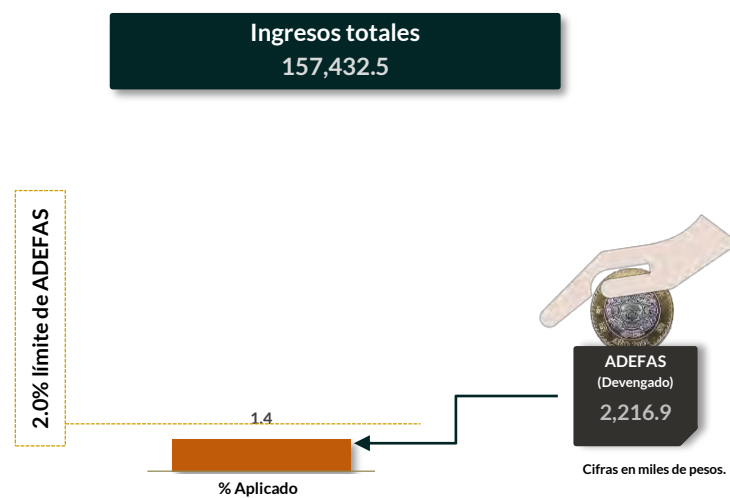 Ingresos totales
157,432.5
2.0% límite de ADEFAS
ADEFAS
(Devengado)
2,216.9
1.4
% Aplicado
Cifras en miles de pesos.